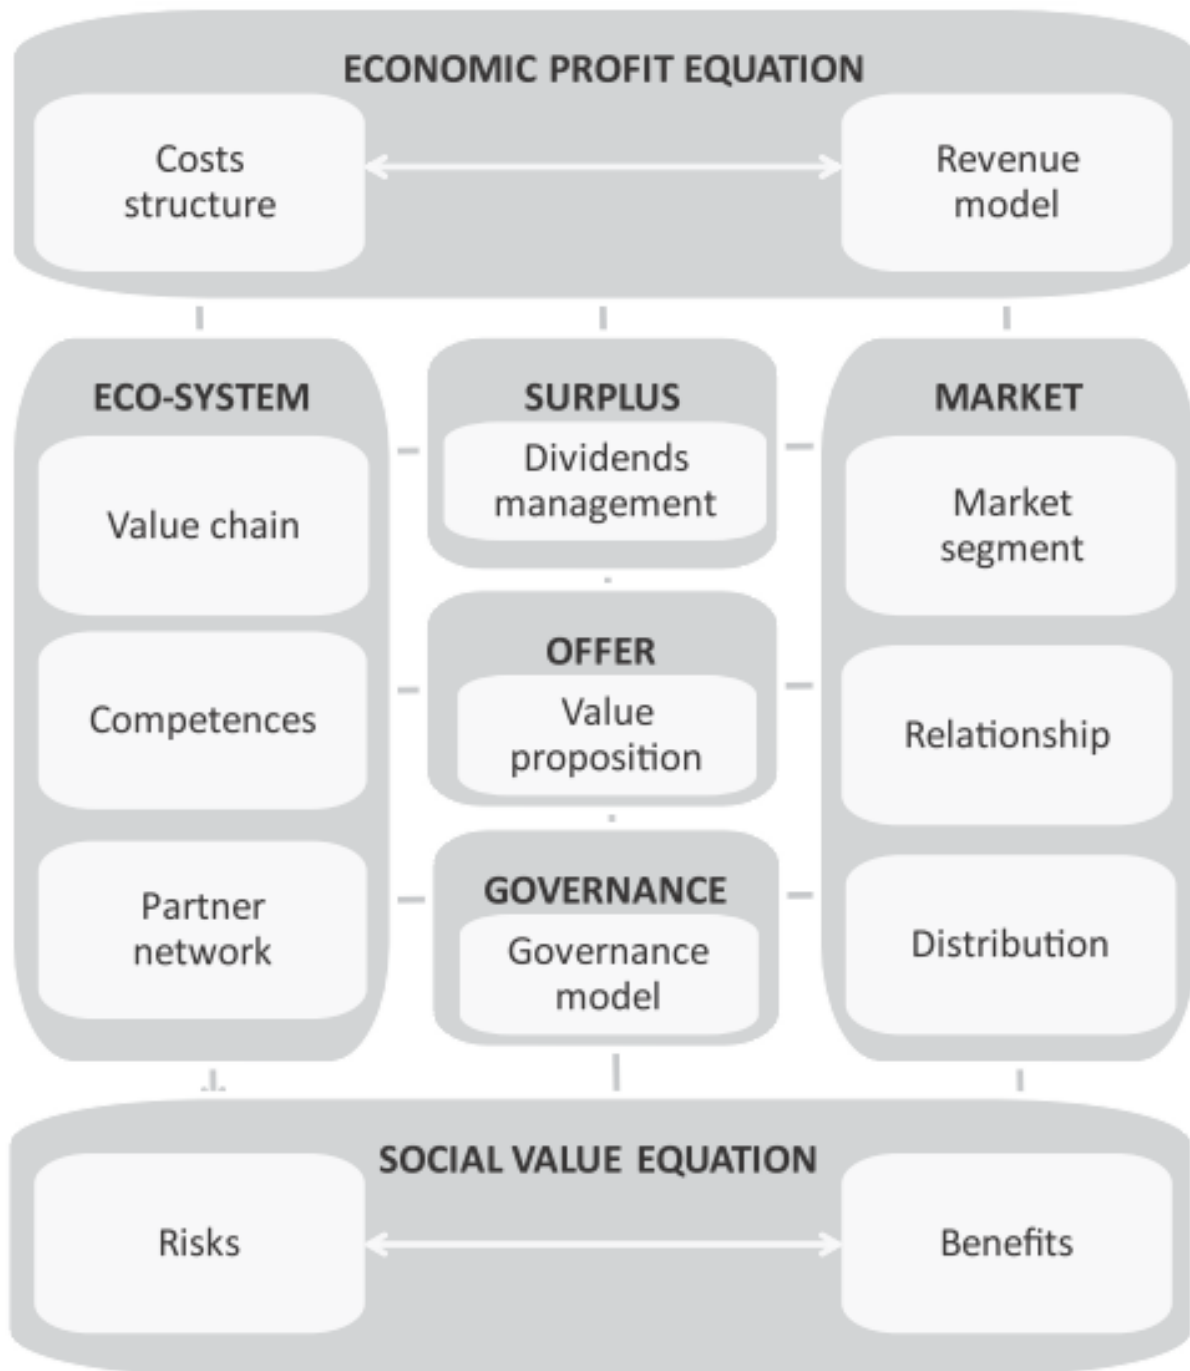 ECONOMIC PROFIT EQUATION
Costs
structure
Revenue
model
ECO-SYSTEM
Value chain
Competences
Partner
network
SURPLUS
Dividends
management
OFFER
Value
proposition
GOVERNANCE
Governance
model
MARKET
Market
segment
Relationship
Distribution
SOCIAL VALUE EQUATION
Risks
Benefits